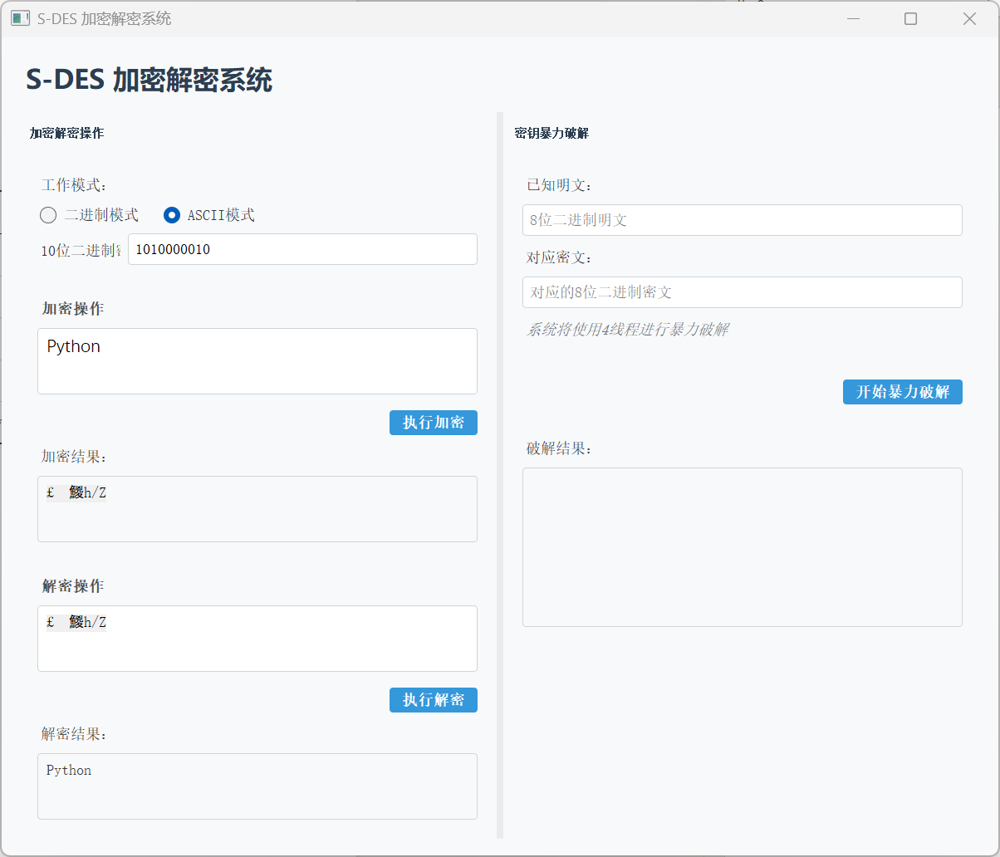 S-DES 加密解密系统
S-DES 加密解密系统
加密解密操作
工作模式:
二进制模式
ASCII模式
10位二进制
1010000010
加密操作
Python
执行加密
加密结果:
£ 鰀h/Z
解密操作
£ 鰀h/Z
执行解密
解密结果:
Python
密钥暴力破解
已知明文:
8位二进制明文
对应密文:
对应的8位二进制密文
系统将使用4线程进行暴力破解
开始暴力破解
破解结果: